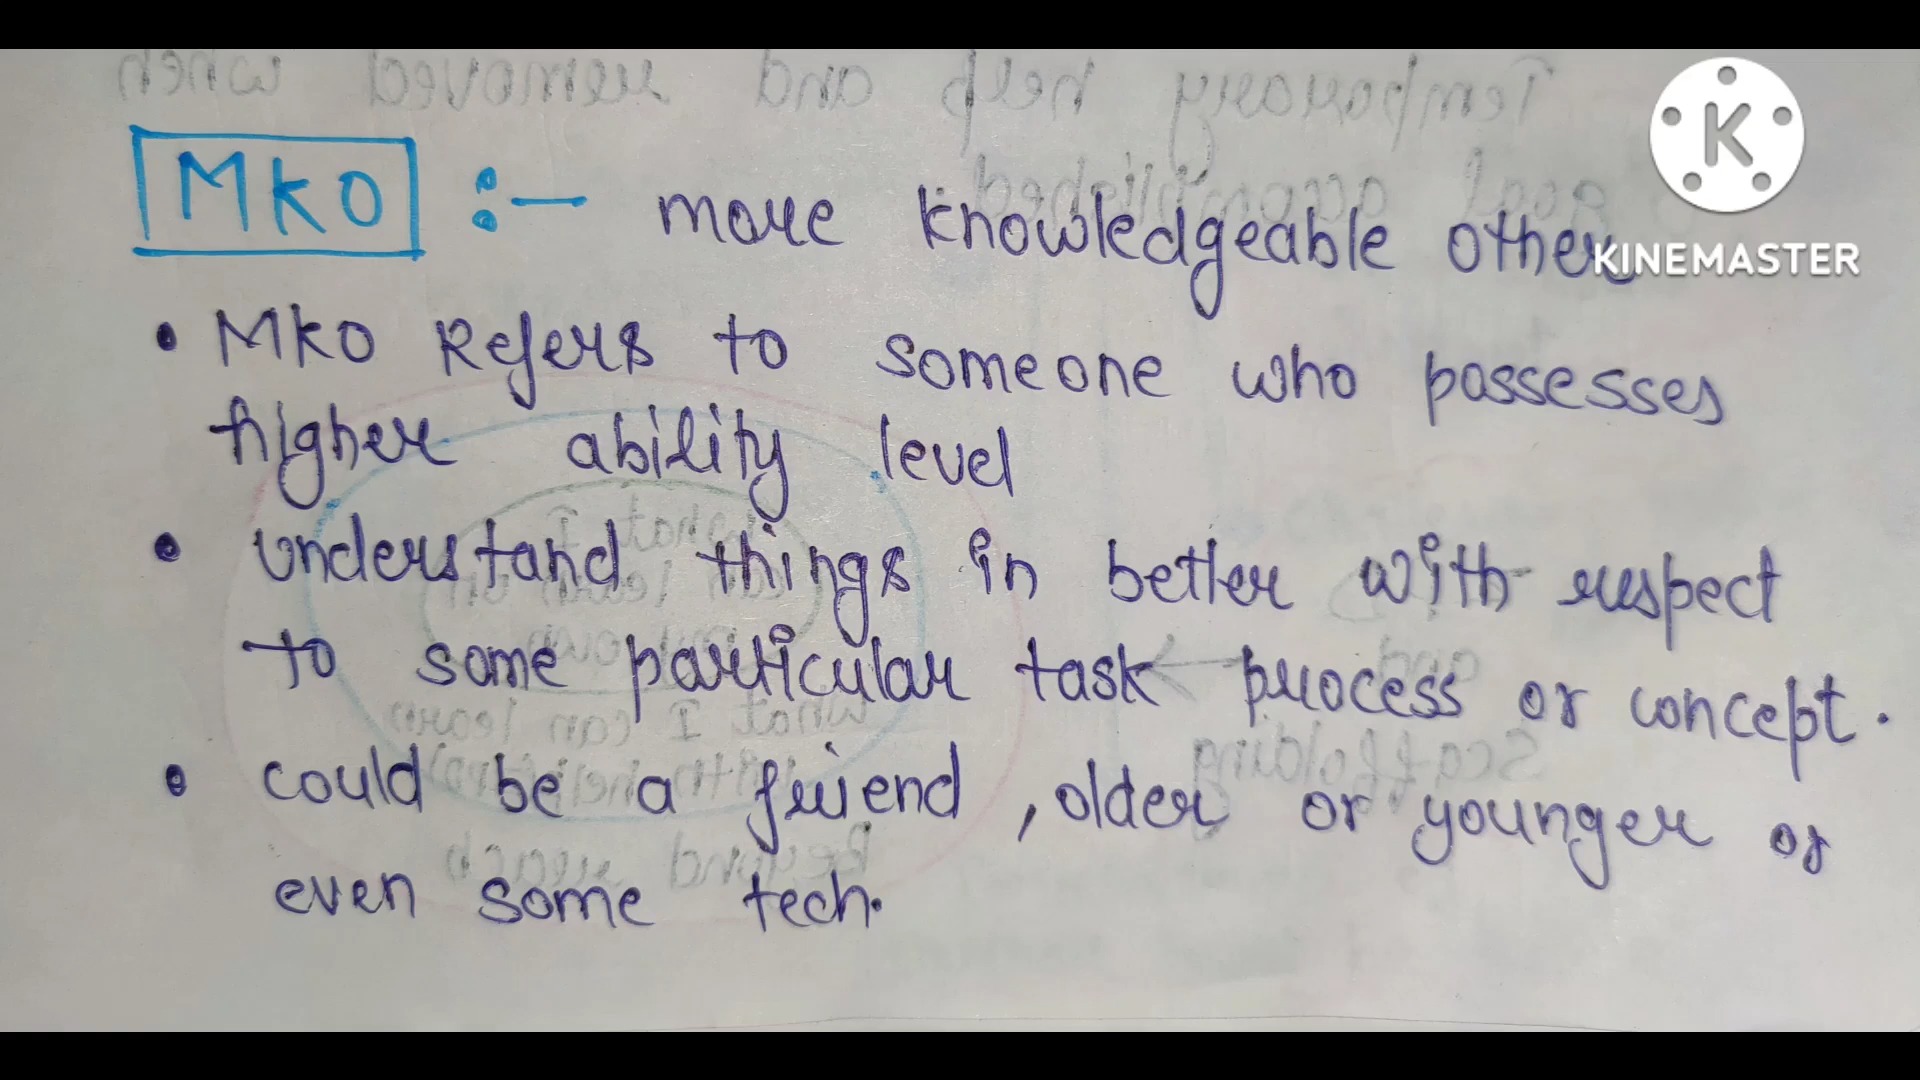 MKO :- more knowledgeable other
KINEMASTER
• MKO Refers to someone who possesses
higher ability level
• understand things in better with respect
to some particular task process or concept.
• could be a friend, older or younger or
even some tech.